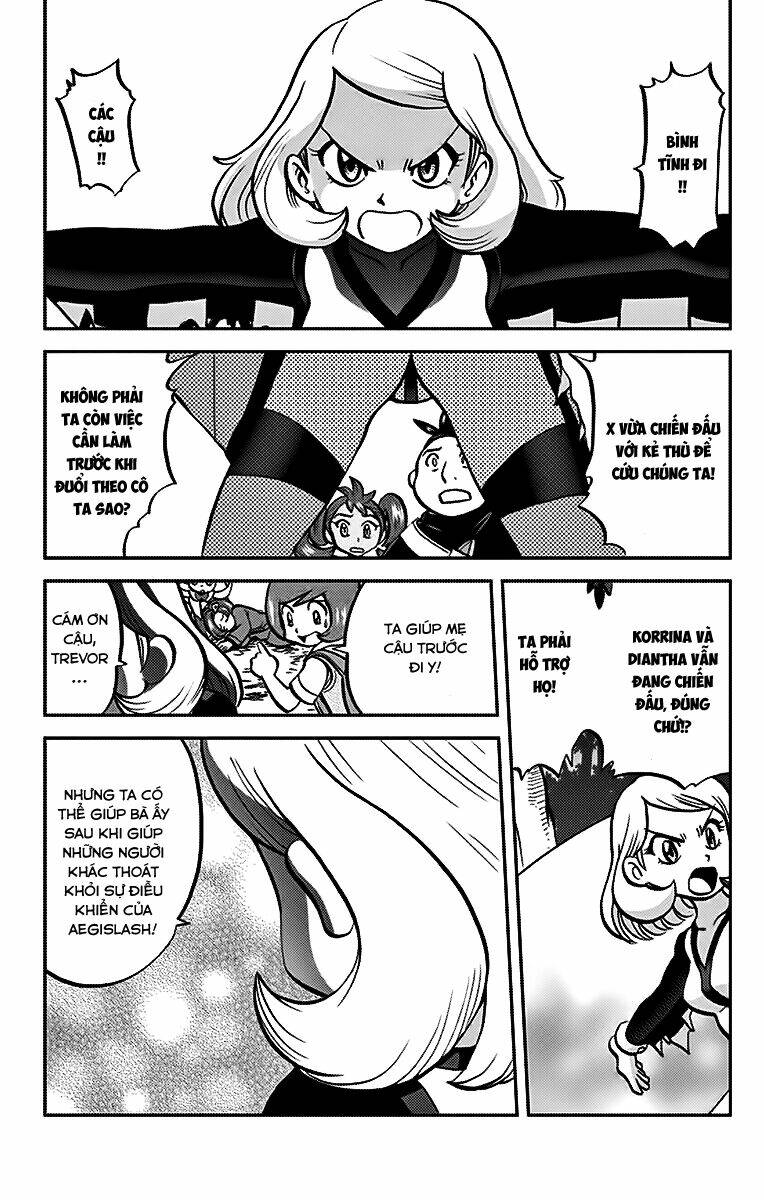 BÌNH
TĨNH ĐI
!!
CÁC
CẬU
!!
X VỪA CHIẾN ĐẤU
VỚI KẺ THÙ ĐỂ
CỨU CHÚNG TA!
KHÔNG PHẢI
TA CÒN VIỆC
CẦN LÀM
TRƯỚC KHI
ĐUỔI THEO CÔ
TA SAO?
KORRINA VÀ
DIANTHA VẪN
ĐANG CHIẾN
ĐẤU, ĐÚNG
CHỨ!?
TA PHẢI
HỖ TRỢ
HỌ!
TA GIÚP MẸ
CẬU TRƯỚC
ĐI Y!
CÁM ƠN
CẬU,
TREVOR
...
NHƯNG TA CÓ
THỂ GIÚP BÀ ẤY
SAU KHI GIÚP
NHỮNG NGƯỜI
KHÁC THOÁT
KHỎI SỰ ĐIỀU
KHIỂN CỦA
AEGISLASH!